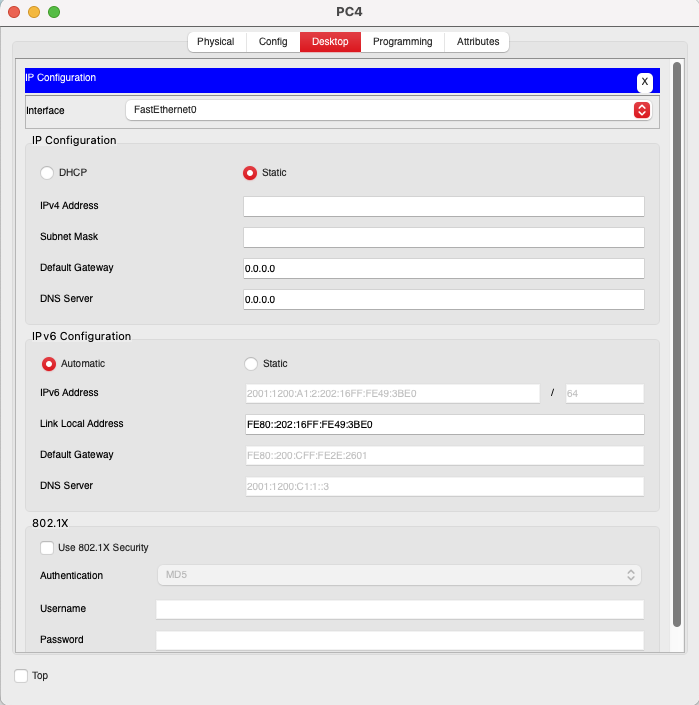 PC4
Physical Config Desktop Programming Attributes
IP Configuration X
Interface FastEthernet0
IP Configuration
DHCP Static
IPv4 Address
Subnet Mask
Default Gateway 0.0.0.0
DNS Server 0.0.0.0
IPv6 Configuration
Automatic Static
IPv6 Address 2001:1200:A1:2:202:16FF:FE49:3BE0 / 64
Link Local Address FE80::202:16FF:FE49:3BE0
Default Gateway FE80::200:CFF:FE2E:2601
DNS Server 2001:1200:C1:1::3
802.1X
Use 802.1X Security
Authentication MD5
Username
Password
Top